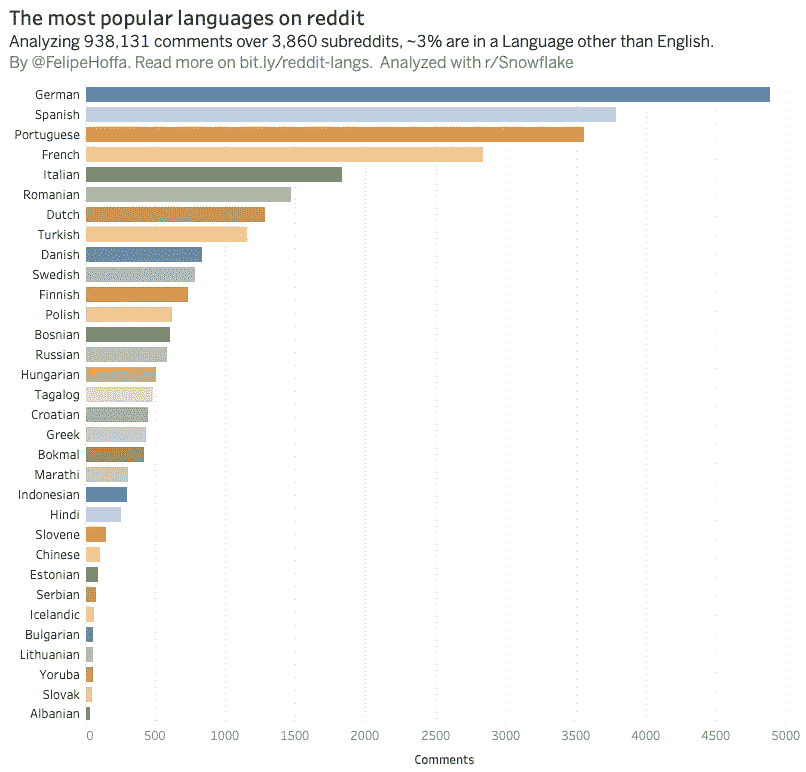 The most popular languages on reddit
Analyzing 938,131 comments over 3,860 subreddits, ~3% are in a Language other than English.
By @FelipeHoffa. Read more on bit.ly/reddit-langs. Analyzed with r/Snowflake
German
Spanish
Portuguese
French
Italian
Romanian
Dutch
Turkish
Danish
Swedish
Finnish
Polish
Bosnian
Russian
Hungarian
Tagalog
Croatian
Greek
Bokmal
Marathi
Indonesian
Hindi
Slovene
Chinese
Estonian
Serbian
Icelandic
Bulgarian
Lithuanian
Yoruba
Slovak
Albanian
0 500 1000 1500 2000 2500 3000 3500 4000 4500 5000
Comments